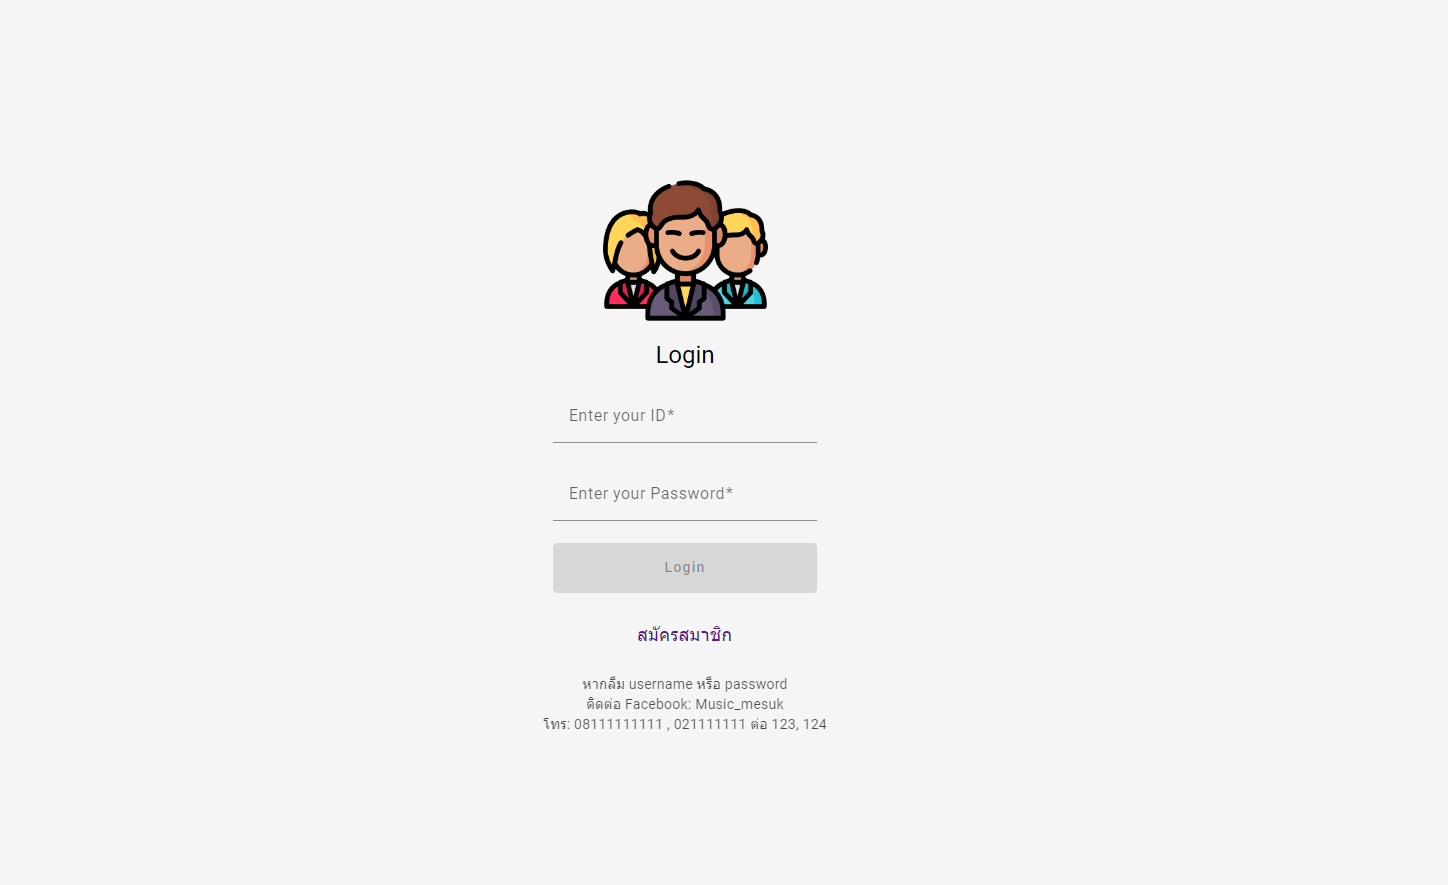 Login
Enter your ID*
Enter your Password*
Login
สมัครสมาชิก
หากลืม username หรือ password
ติดต่อ Facebook: Music_mesuk
โทร: 08111111111 , 021111111 ต่อ 123, 124